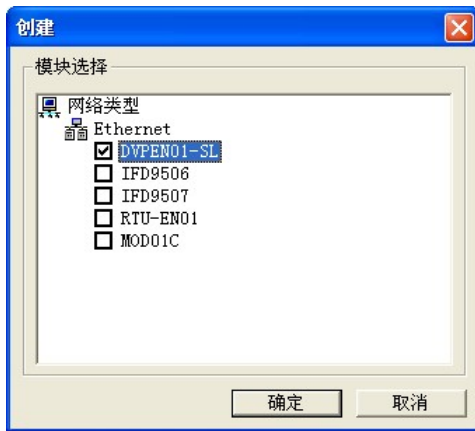 创建
模块选择
网络类型
Ethernet
DVPEN01-SL
IFD9506
IFD9507
RTU-EN01
MOD01C
确定
取消